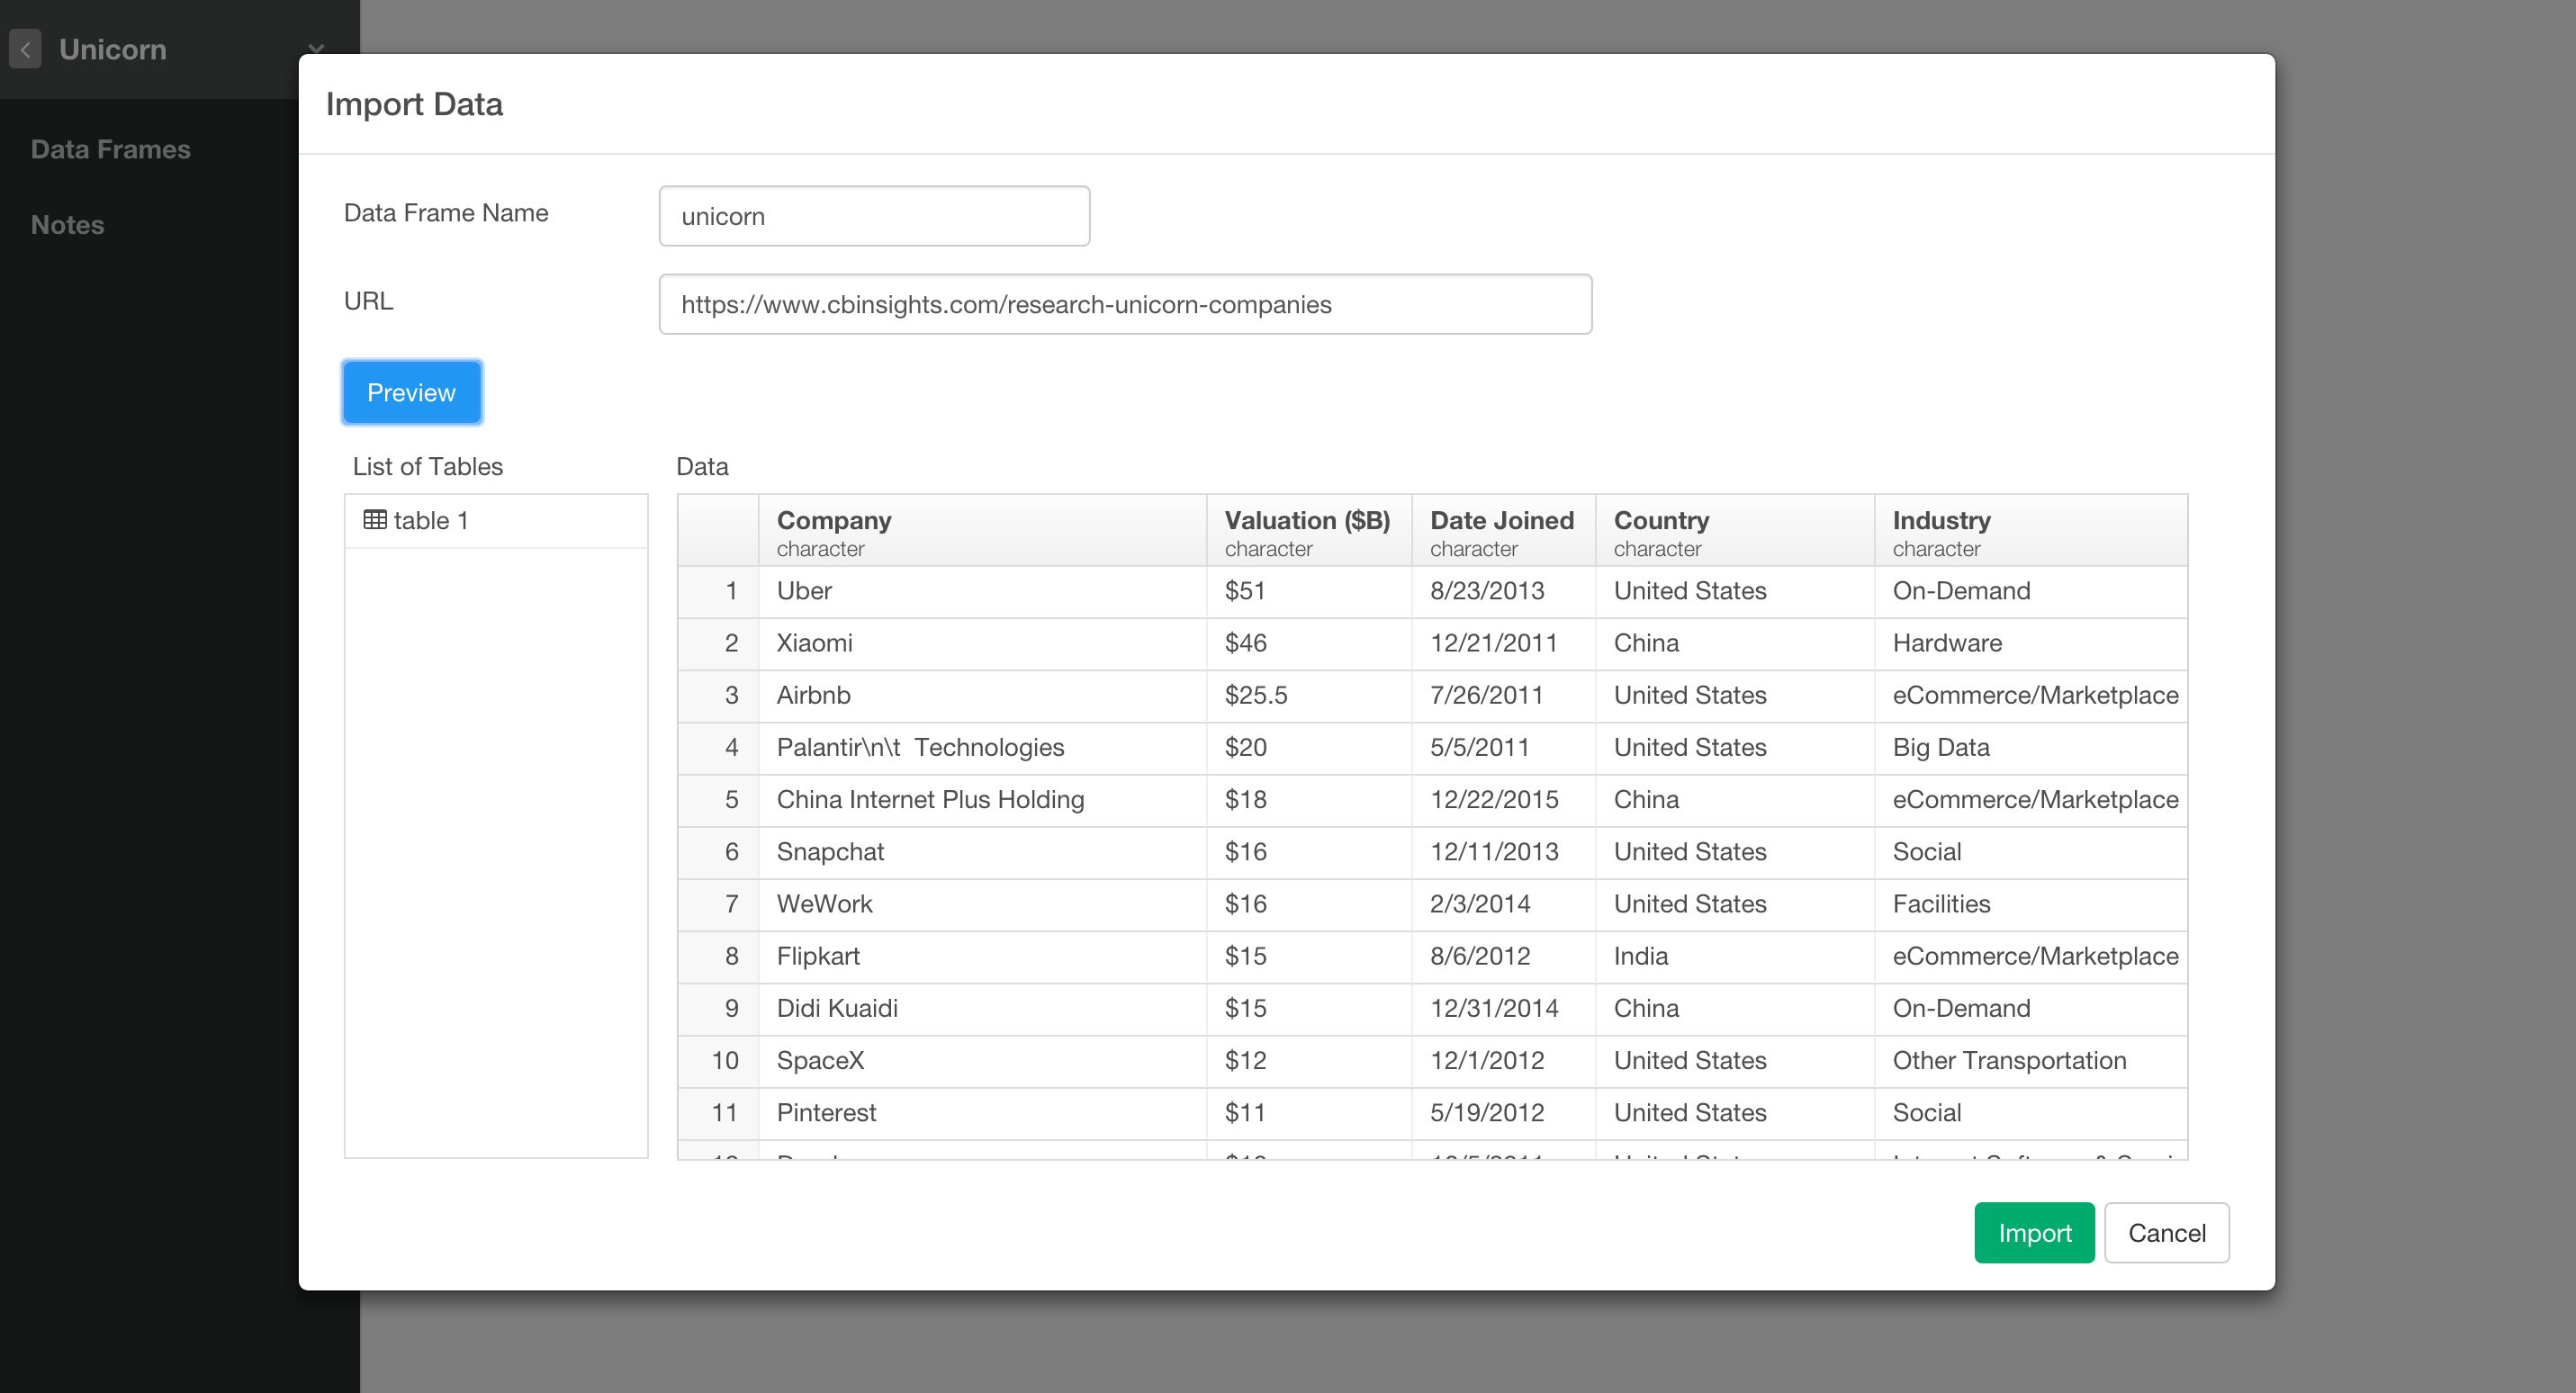 Unicorn
Data Frames
Notes
Import Data
Data Frame Name unicorn
URL https://www.cbinsights.com/research-unicorn-companies
Preview
List of Tables Data
table 1
Company Valuation ($B) Date Joined Country Industry
character character character character character
1 Uber $51 8/23/2013 United States On-Demand
2 Xiaomi $46 12/21/2011 China Hardware
3 Airbnb $25.5 7/26/2011 United States eCommerce/Marketplace
4 Palantir\n\t  Technologies $20 5/5/2011 United States Big Data
5 China Internet Plus Holding $18 12/22/2015 China eCommerce/Marketplace
6 Snapchat $16 12/11/2013 United States Social
7 WeWork $16 2/3/2014 United States Facilities
8 Flipkart $15 8/6/2012 India eCommerce/Marketplace
9 Didi Kuaidi $15 12/31/2014 China On-Demand
10 SpaceX $12 12/1/2012 United States Other Transportation
11 Pinterest $11 5/19/2012 United States Social
Import Cancel